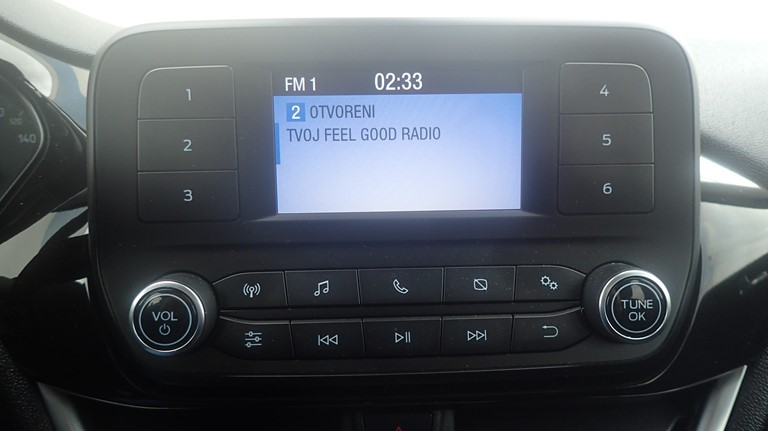 FM 1 02:33
2 OTVORENI
TVOJ FEEL GOOD RADIO
1
2
3
4
5
6
VOL
TUNE
OK
120
140